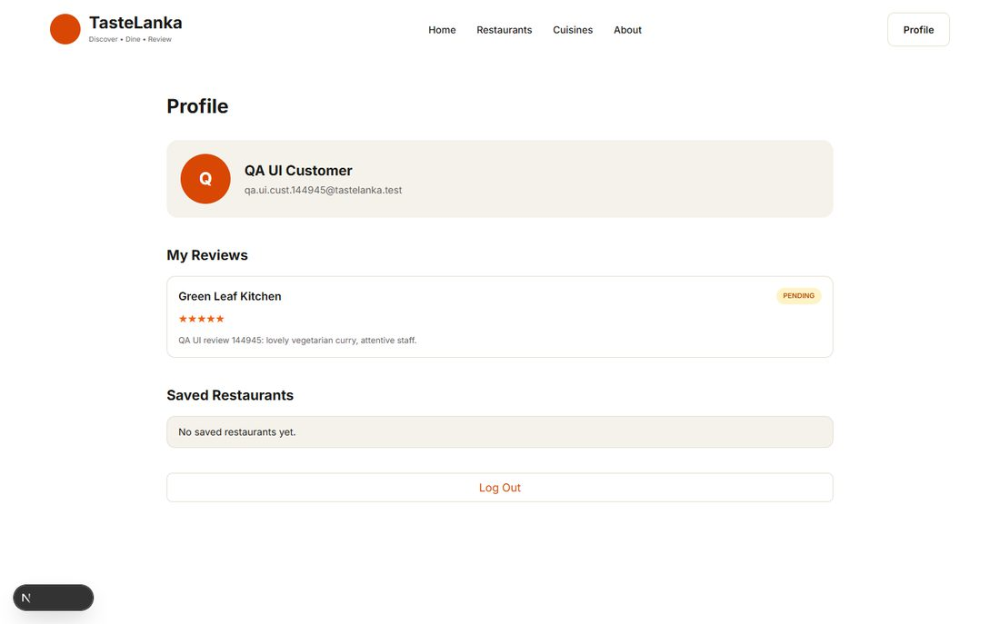 TasteLanka
Discover • Dine • Review
Home Restaurants Cuisines About
Profile
Profile
Q
QA UI Customer
qa.ui.cust.144945@tastelanka.test
My Reviews
Green Leaf Kitchen
PENDING
★★★★★
QA UI review 144945: lovely vegetarian curry, attentive staff.
Saved Restaurants
No saved restaurants yet.
Log Out
N